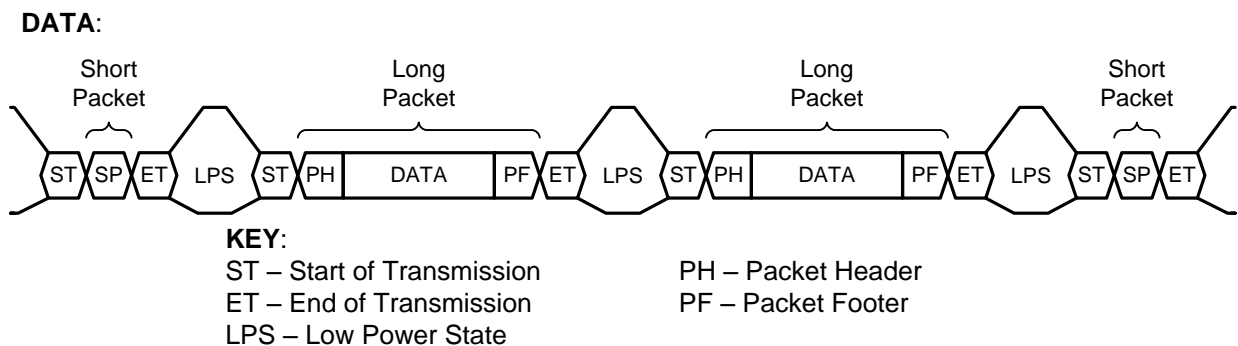 DATA:
Short
Packet
Long
Packet
Long
Packet
Short
Packet
ST SP ET LPS ST PH DATA PF ET LPS ST PH DATA PF ET LPS ST SP ET
KEY:
ST – Start of Transmission
ET – End of Transmission
LPS – Low Power State
PH – Packet Header
PF – Packet Footer